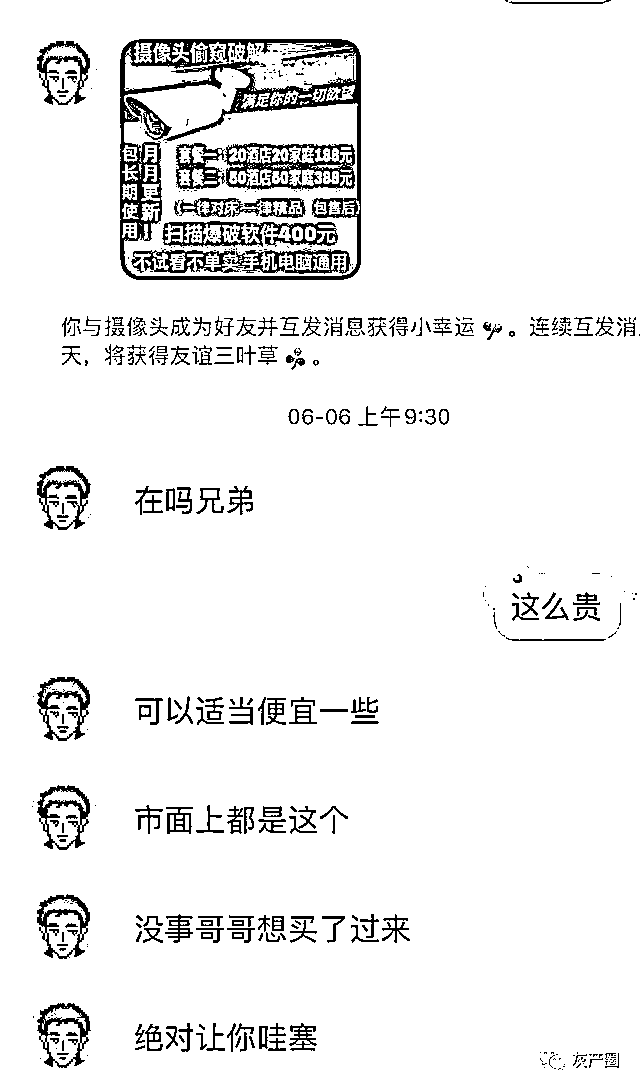 摄像头偷窥破解
满足你的一切欲望
包月
长月
期更
使新
用！
套餐一：20酒店20家庭188元
套餐二：50酒店50家庭388元
（一律对床一律精品 包售后）
扫描爆破软件400元
不试看不单卖手机电脑通用
你与摄像头成为好友并互发消息获得小幸运。连续互发消
天，将获得友谊三叶草。
06-06 上午9:30
在吗兄弟
这么贵
可以适当便宜一些
市面上都是这个
没事哥哥想买了过来
绝对让你哇塞
灰产圈